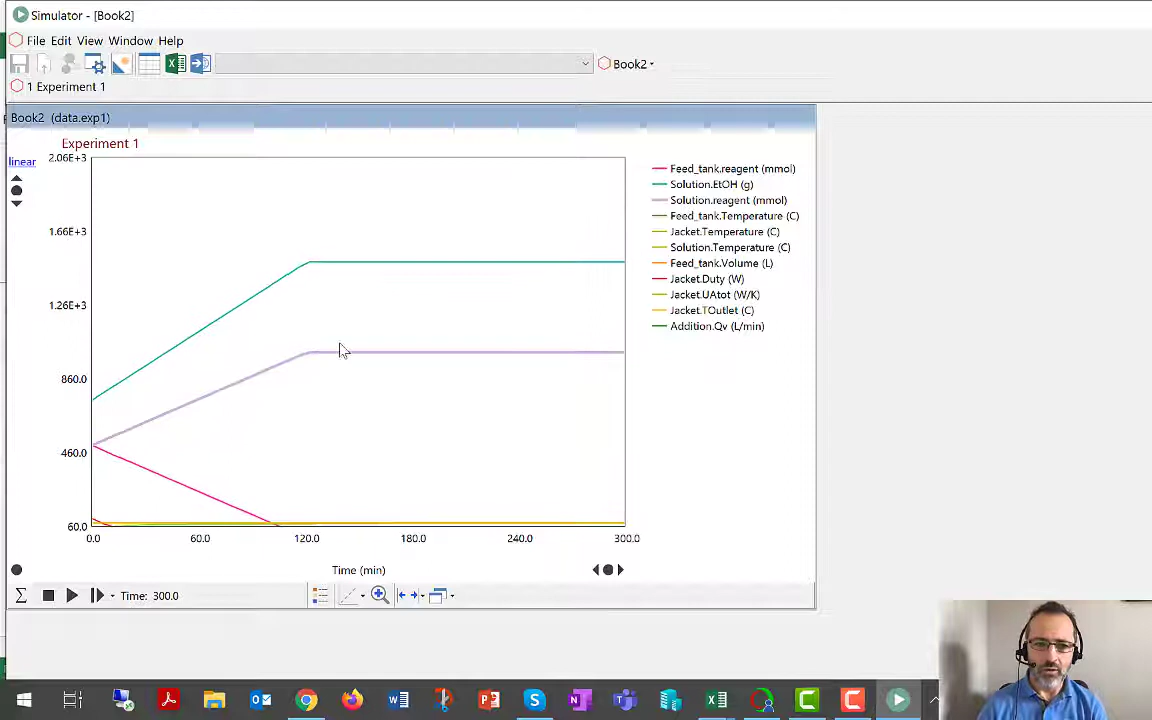 Simulator - [Book2]
File Edit View Window Help
Book2
1 Experiment 1
Book2 (data.exp1)
Experiment 1
linear
2.06E+3
1.66E+3
1.26E+3
860.0
460.0
60.0
0.0 60.0 120.0 180.0 240.0 300.0
Time (min)
Feed_tank.reagent (mmol)
Solution.EtOH (g)
Solution.reagent (mmol)
Feed_tank.Temperature (C)
Jacket.Temperature (C)
Solution.Temperature (C)
Feed_tank.Volume (L)
Jacket.Duty (W)
Jacket.UAtot (W/K)
Jacket.TOutlet (C)
Addition.Qv (L/min)
Time: 300.0